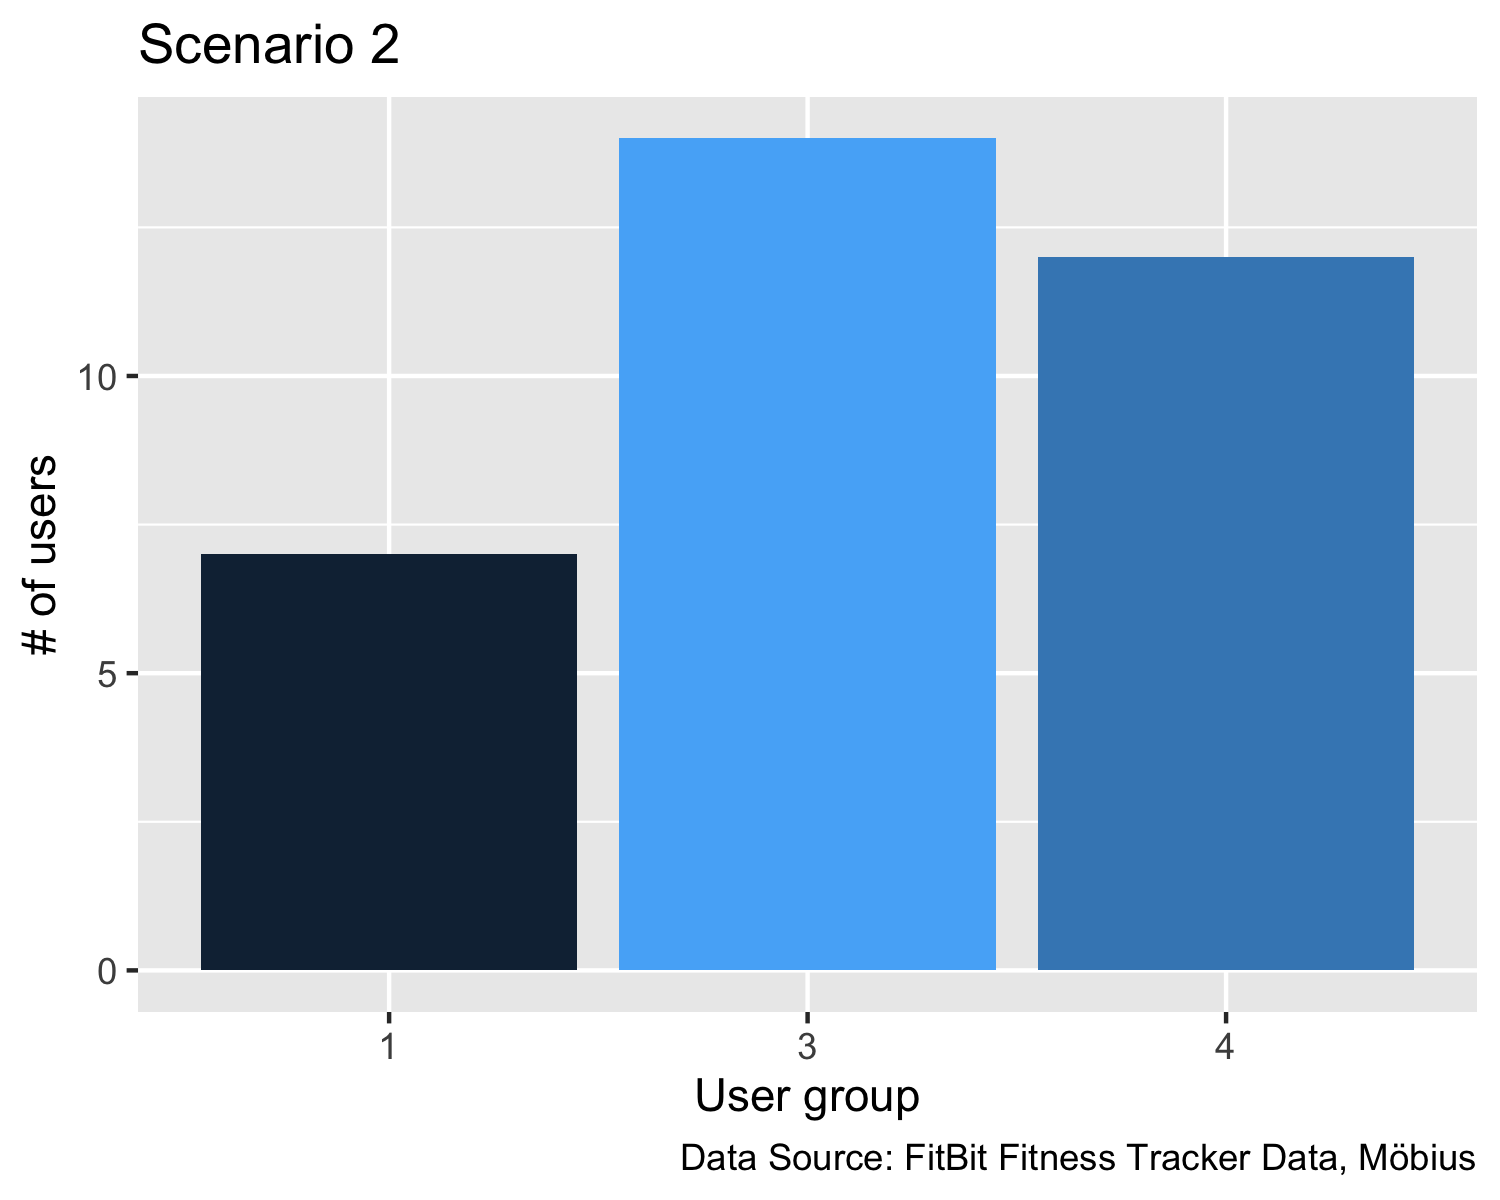 Scenario 2
# of users
10
5
0
1 3 4
User group
Data Source: FitBit Fitness Tracker Data, Möbius